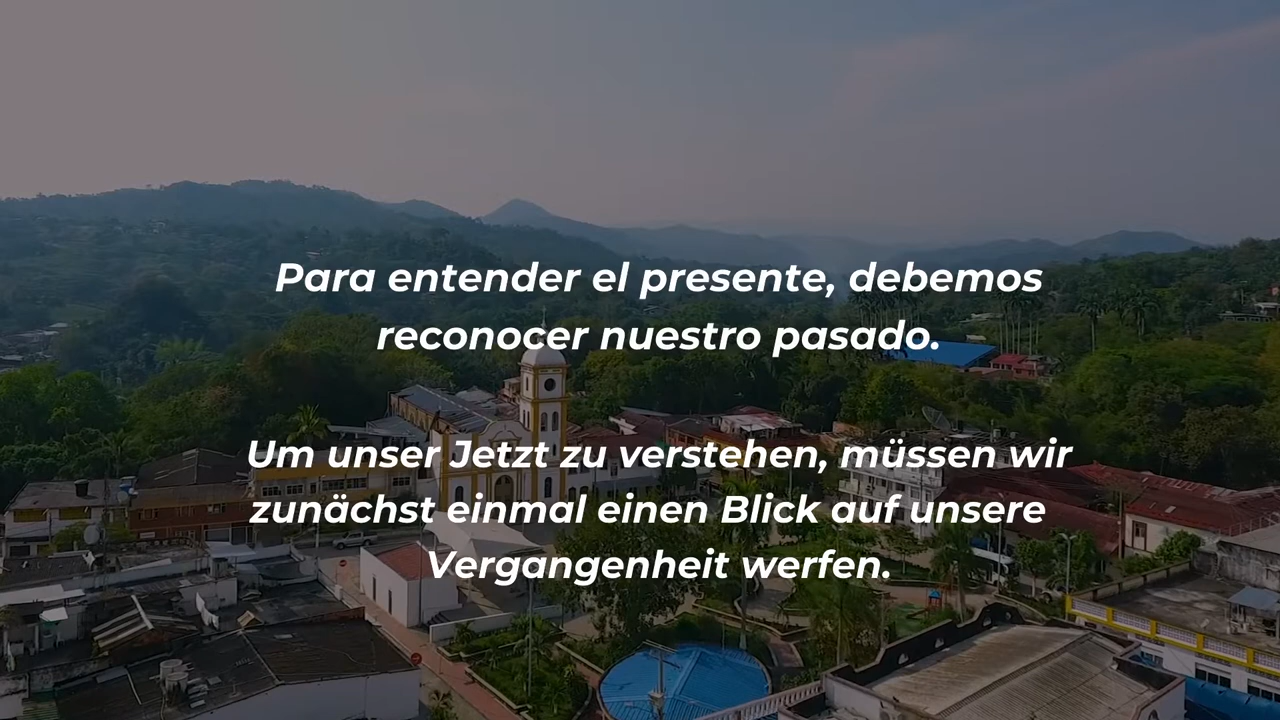 Para entender el presente, debemos
reconocer nuestro pasado.
Um unser Jetzt zu verstehen, müssen wir
zunächst einmal einen Blick auf unsere
Vergangenheit werfen.